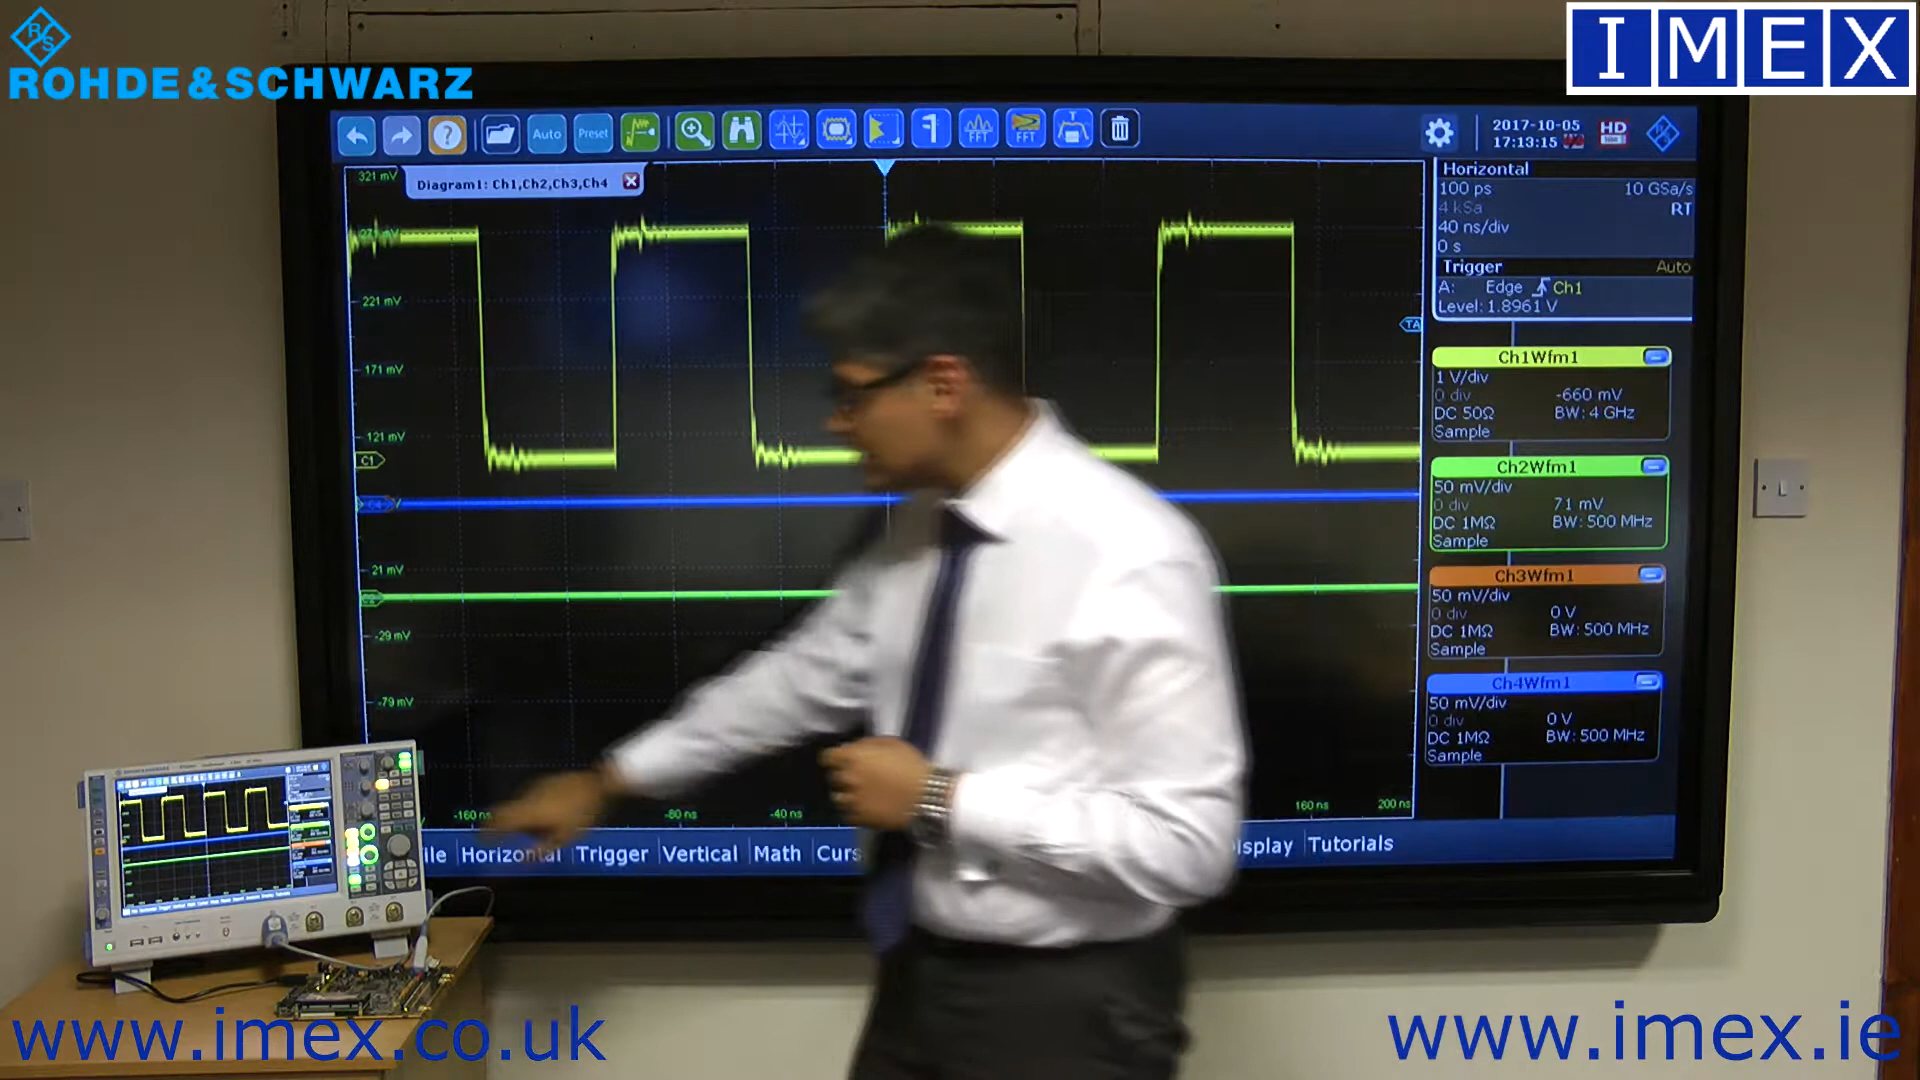 ROHDE&SCHWARZ
IMEX
Auto
Preset
FFT
FFT
2017-10-05
17:13:15
HD
Diagram1: Ch1,Ch2,Ch3,Ch4
321 mV
221 mV
171 mV
121 mV
C1
21 mV
-29 mV
-79 mV
-160 ns
-80 ns
-40 ns
160 ns
200 ns
TA
Horizontal
100 ps 10 GSa/s
4 kSa RT
40 ns/div
0 s
Trigger Auto
A: Edge Ch1
Level: 1.8961 V
Ch1Wfm1
1 V/div
0 div -660 mV
DC 50Ω BW: 4 GHz
Sample
Ch2Wfm1
50 mV/div
0 div 71 mV
DC 1MΩ BW: 500 MHz
Sample
Ch3Wfm1
50 mV/div
0 div 0 V
DC 1MΩ BW: 500 MHz
Sample
Ch4Wfm1
50 mV/div
0 div 0 V
DC 1MΩ BW: 500 MHz
Sample
ile Horizontal Trigger Vertical Math Curs isplay Tutorials
www.imex.co.uk
www.imex.ie